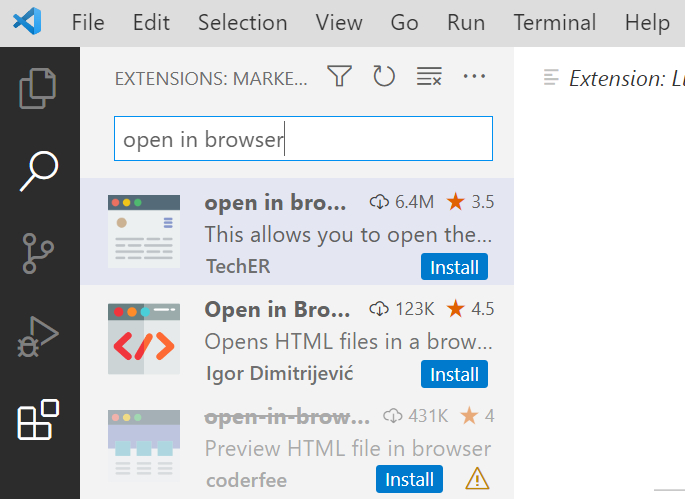 File Edit Selection View Go Run Terminal Help
EXTENSIONS: MARKE...
Extension: Li
open in browser
open in bro... 6.4M 3.5
This allows you to open the...
TechER
Install
Open in Bro... 123K 4.5
Opens HTML files in a brow...
Igor Dimitrijević
Install
open-in-brow... 431K 4
Preview HTML file in browser
coderfee
Install